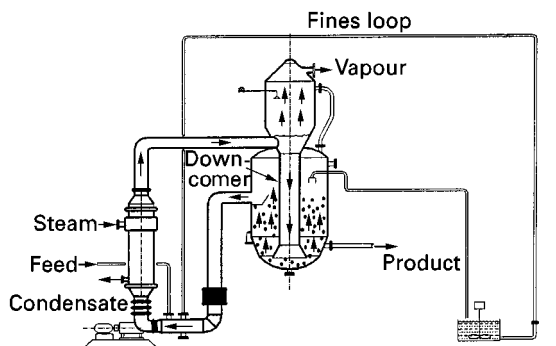 Fines loop
Vapour
Down
comer
Steam
Feed
Product
Condensate